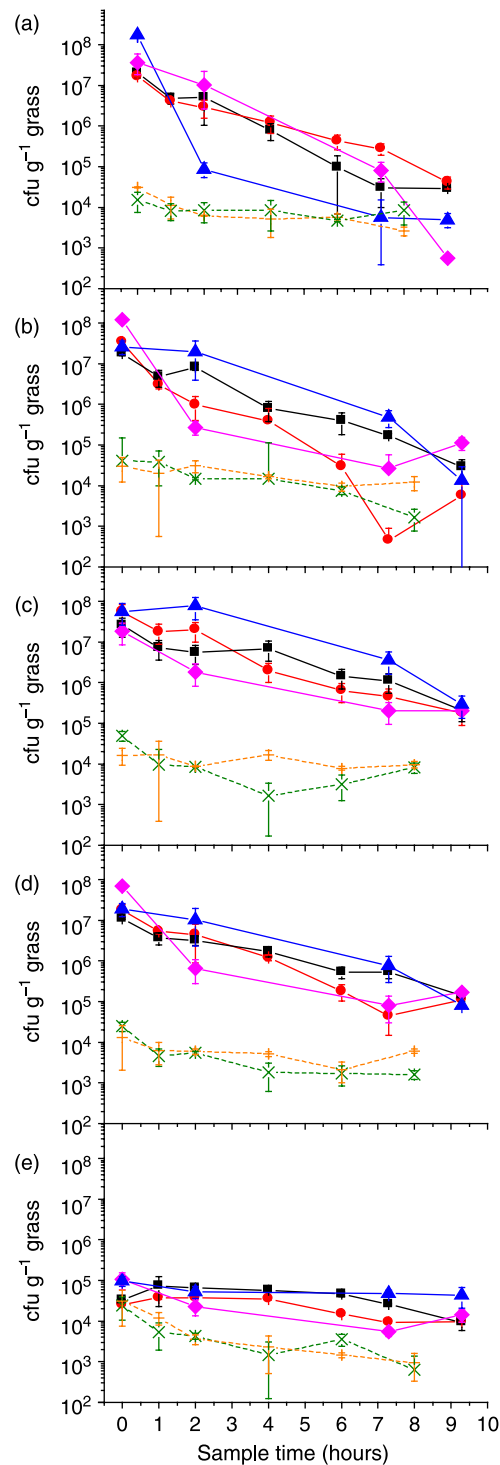 (a)
10⁸
10⁷
10⁶
10⁵
10⁴
10³
10²
cfu g⁻¹ grass
(b)
10⁸
10⁷
10⁶
10⁵
10⁴
10³
10²
cfu g⁻¹ grass
(c)
10⁸
10⁷
10⁶
10⁵
10⁴
10³
10²
cfu g⁻¹ grass
(d)
10⁸
10⁷
10⁶
10⁵
10⁴
10³
10²
cfu g⁻¹ grass
(e)
10⁸
10⁷
10⁶
10⁵
10⁴
10³
10²
cfu g⁻¹ grass
0 1 2 3 4 5 6 7 8 9 10
Sample time (hours)